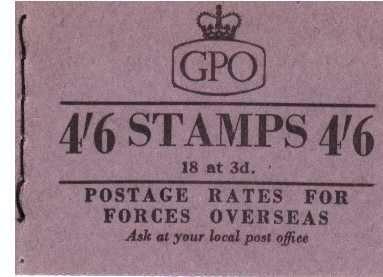 GPO
4/6 STAMPS 4/6
18 at 3d.
POSTAGE RATES FOR
FORCES OVERSEAS
Ask at your local post office